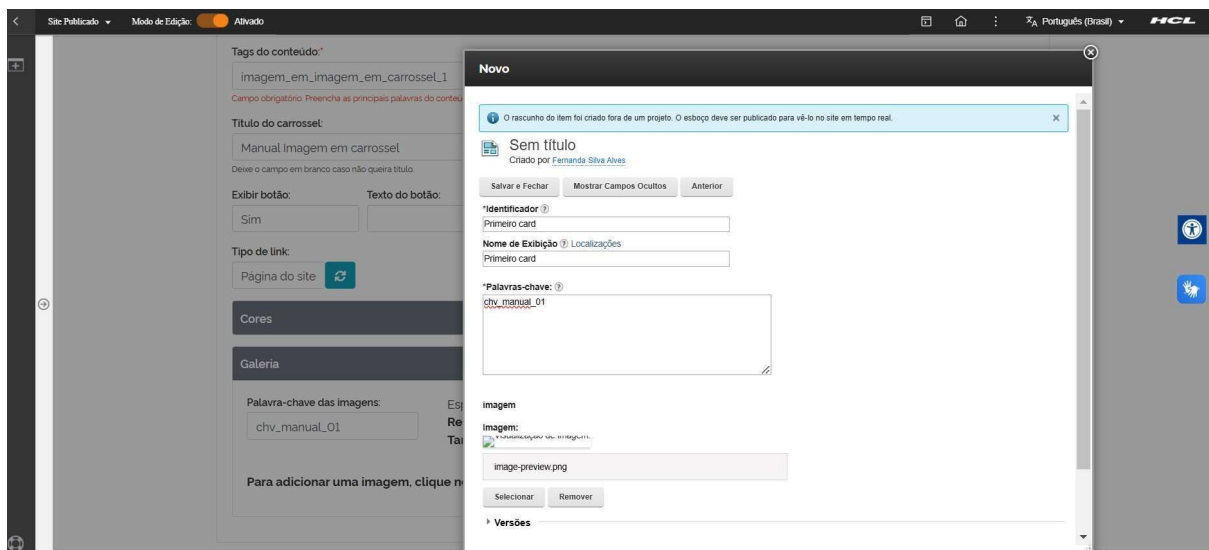 Site Publicado
Modo de Edição:
Ativado
Português (Brasil)
HCL
Tags do conteúdo:*
imagem_em_imagem_em_carrossel_1
Campo obrigatório. Preencha as principais palavras do
Título do carrossel:
Manual Imagem em carrossel
Deixe o campo em branco caso não queira título.
Exibir botão:
Texto do botão:
Sim
Tipo de link:
Página do site
Cores
Galeria
Palavra-chave das imagens:
chv_manual_01
Para adicionar uma imagem, clique
Novo
O rascunho do item foi criado fora de um projeto. O esboço deve ser publicado para vê-lo no site em tempo real.
Sem título
Criado por Fernanda Silva Alves
Salvar e Fechar
Mostrar Campos Ocultos
Anterior
*Identificador
Primeiro card
Nome de Exibição Localizações
Primeiro card
*Palavras-chave:
chv_manual_01
imagem
Imagem:
Visualização de Imagem.
image-preview.png
Selecionar
Remover
Versões